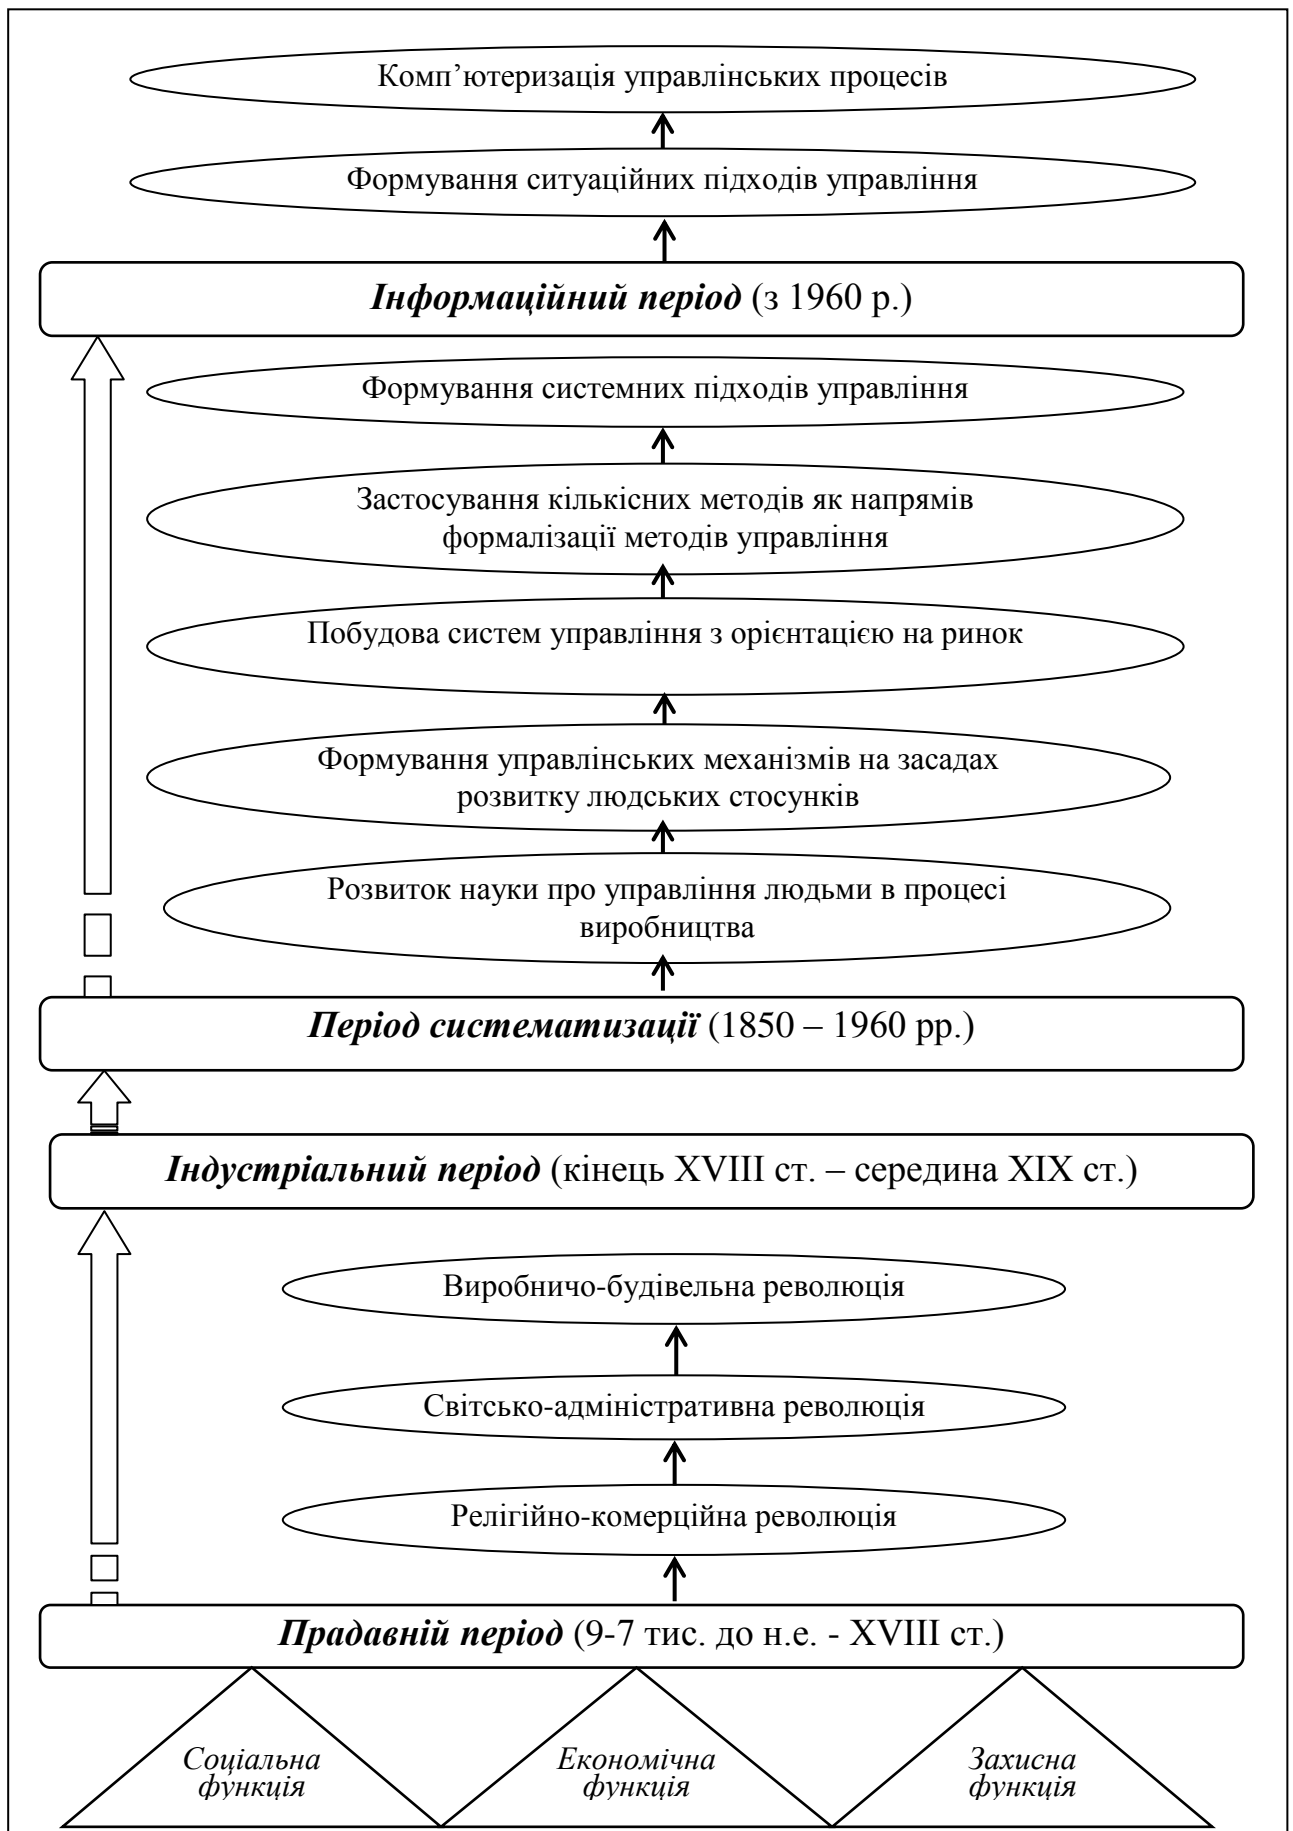 Комп’ютеризація управлінських процесів
Формування ситуаційних підходів управління
Інформаційний період (з 1960 р.)
Формування системних підходів управління
Застосування кількісних методів як напрямів
формалізації методів управління
Побудова систем управління з орієнтацією на ринок
Формування управлінських механізмів на засадах
розвитку людських стосунків
Розвиток науки про управління людьми в процесі
виробництва
Період систематизації (1850 – 1960 рр.)
Індустріальний період (кінець XVIII ст. – середина XIX ст.)
Виробничо-будівельна революція
Світсько-адміністративна революція
Релігійно-комерційна революція
Прадавній період (9-7 тис. до н.е. - XVIII ст.)
Соціальна
функція
Економічна
функція
Захисна
функція